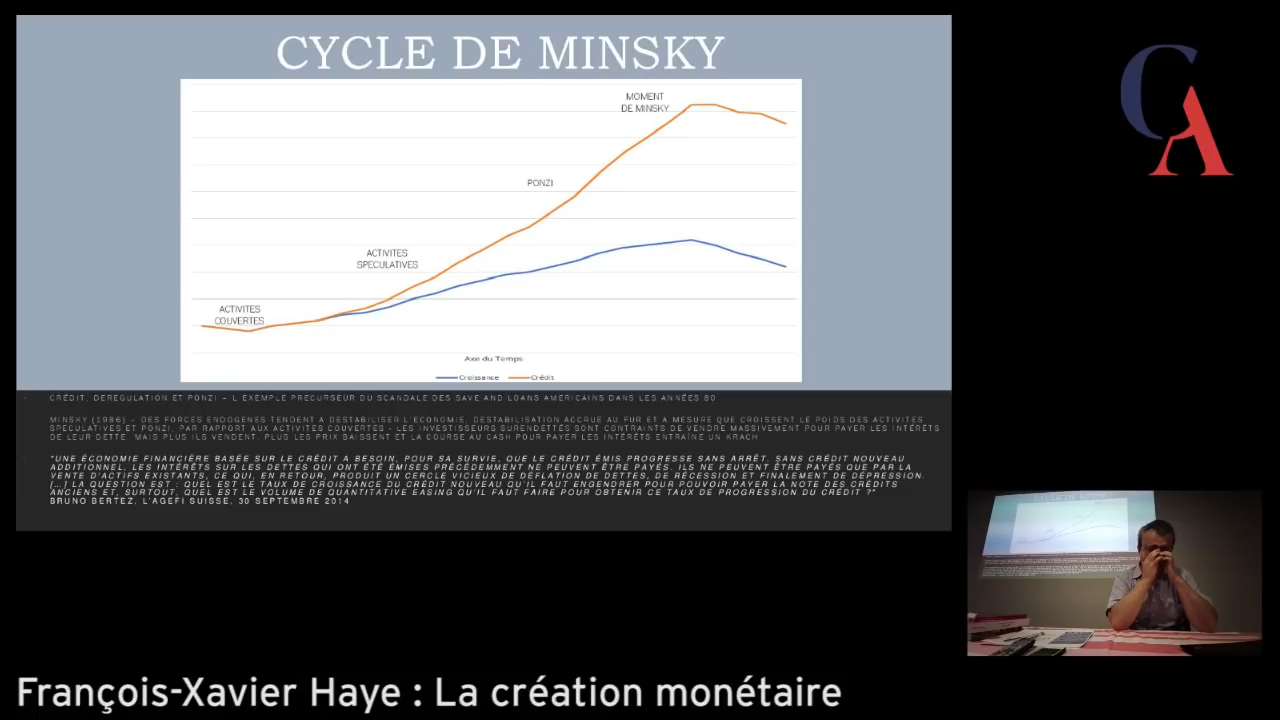 CYCLE DE MINSKY
CA
MOMENT
DE MINSKY
PONZI
ACTIVITES
SPECULATIVES
ACTIVITES
COUVERTES
Axe du Temps
Croissance
Crédit
CRÉDIT, DEREGULATION ET PONZI – L'EXEMPLE PRECURSEUR DU SCANDALE DES SAVE AND LOANS AMERICAINS DANS LES ANNÉES 80
MINSKY (1986) – DES FORCES ENDOGENES TENDENT A DESTABILISER L'ECONOMIE, DESTABILISATION ACCRUE AU FUR ET A MESURE QUE CROISSENT LE POIDS DES ACTIVITES
SPECULATIVES ET PONZI, PAR RAPPORT AUX ACTIVITES COUVERTES - LES INVESTISSEURS SURENDETTÉS SONT CONTRAINTS DE VENDRE MASSIVEMENT POUR PAYER LES INTÉRÊTS
DE LEUR DETTE. MAIS PLUS ILS VENDENT, PLUS LES PRIX BAISSENT ET LA COURSE AU CASH POUR PAYER LES INTÉRÊTS ENTRAÎNE UN KRACH
"UNE ÉCONOMIE FINANCIÈRE BASÉE SUR LE CRÉDIT A BESOIN, POUR SA SURVIE, QUE LE CRÉDIT ÉMIS PROGRESSE SANS ARRÊT. SANS CRÉDIT NOUVEAU
ADDITIONNEL, LES INTÉRÊTS SUR LES DETTES QUI ONT ÉTÉ ÉMISES PRÉCÉDEMMENT NE PEUVENT ÊTRE PAYÉS. ILS NE PEUVENT ÊTRE PAYÉS QUE PAR LA
VENTE D'ACTIFS EXISTANTS, CE QUI, EN RETOUR, PRODUIT UN CERCLE VICIEUX DE DÉFLATION DE DETTES, DE RÉCESSION ET FINALEMENT DE DÉPRESSION.
[…] LA QUESTION EST : QUEL EST LE TAUX DE CROISSANCE DU CRÉDIT NOUVEAU QU'IL FAUT ENGENDRER POUR POUVOIR PAYER LA NOTE DES CRÉDITS
ANCIENS ET, SURTOUT, QUEL EST LE VOLUME DE QUANTITATIVE EASING QU'IL FAUT FAIRE POUR OBTENIR CE TAUX DE PROGRESSION DU CRÉDIT ?"
BRUNO BERTEZ, L'AGEFI SUISSE, 30 SEPTEMBRE 2014
François-Xavier Haye : La création monétaire